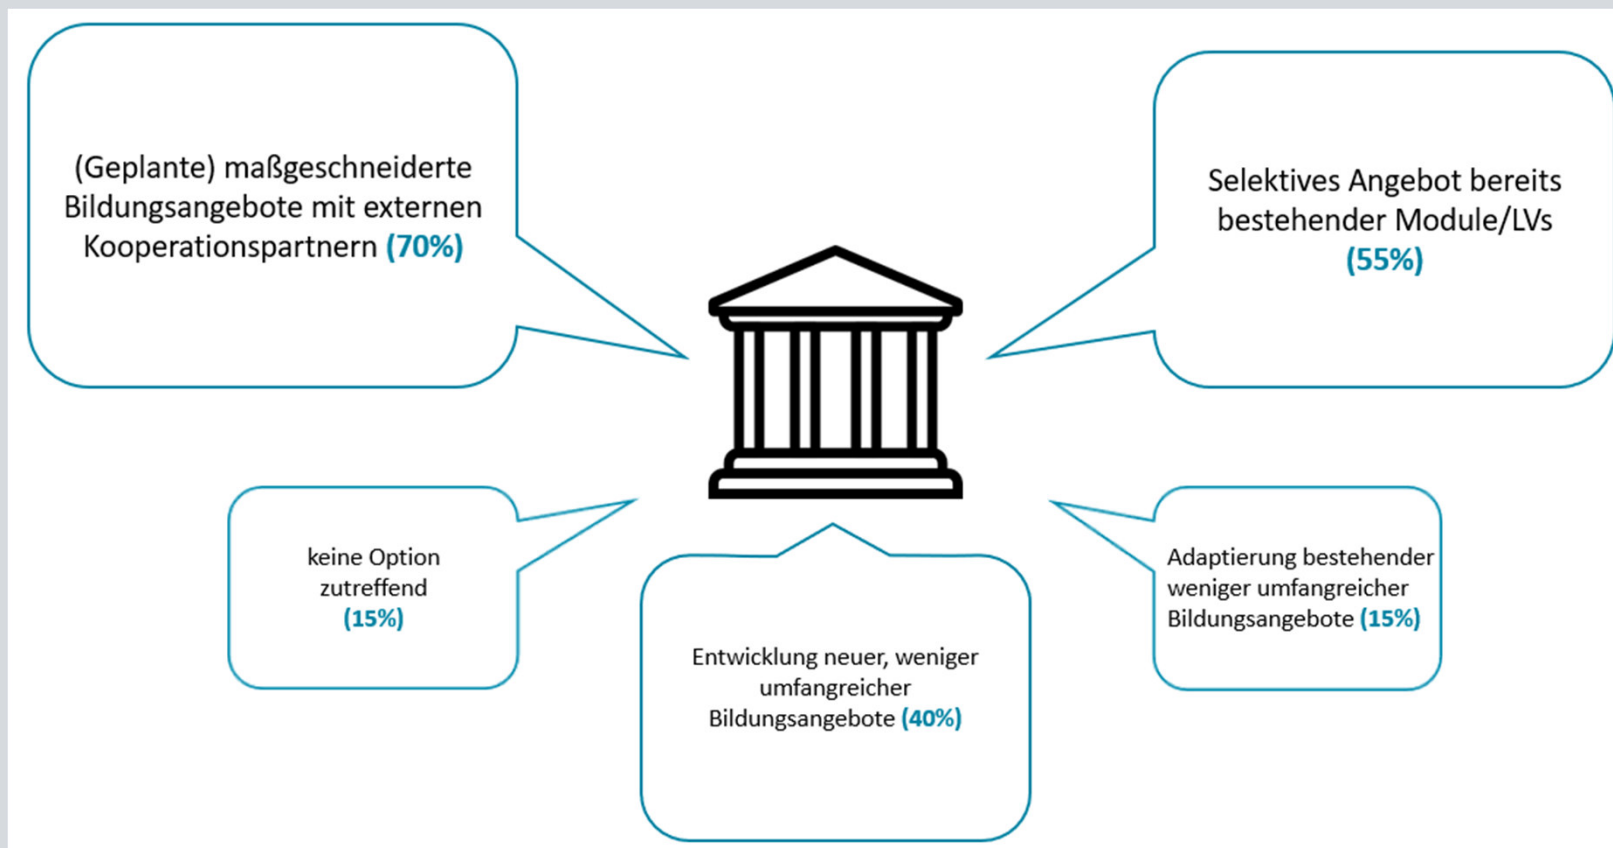 (Geplante) maßgeschneiderte
Bildungsangebote mit externen
Kooperationspartnern (70%)
Selektives Angebot bereits
bestehender Module/LVs
(55%)
keine Option
zutreffend
(15%)
Entwicklung neuer, weniger
umfangreicher
Bildungsangebote (40%)
Adaptierung bestehender
weniger umfangreicher
Bildungsangebote (15%)